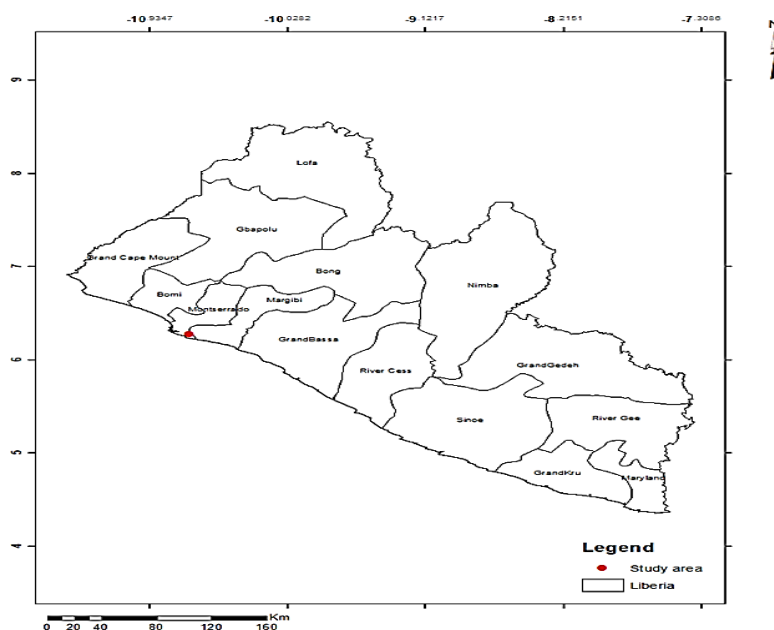 -10.9347 -10.0282 -9.1217 -8.2151 -7.3086
N
9
8
7
6
5
4
Lofa
Gbapolu
Grand Cape Mount
Bong
Nimba
Bomi
Margibi
Montserrado
GrandBassa
GrandGedeh
River Cess
Sinoe
River Gee
GrandKru
Maryland
Legend
Study area
Liberia
Km
0 20 40 80 120 160